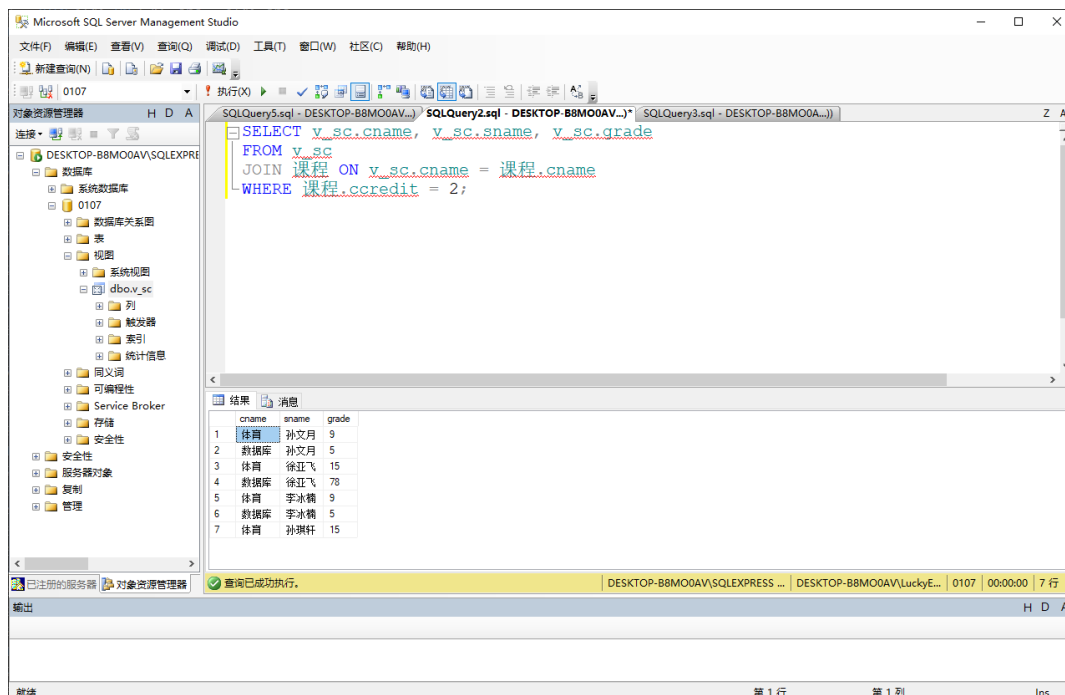 Microsoft SQL Server Management Studio
文件(F) 编辑(E) 查看(V) 查询(Q) 调试(D) 工具(T) 窗口(W) 社区(C) 帮助(H)
新建查询(N)
0107 执行(X)
对象资源管理器 H D A
SQLQuery5.sql - DESKTOP-B8MO0AV...) SQLQuery2.sql - DESKTOP-B8MO0AV...)* SQLQuery3.sql - DESKTOP-B8MO0A...)) Z A
连接
DESKTOP-B8MO0AV\SQLEXPRE
数据库
系统数据库
0107
数据库关系图
表
视图
系统视图
dbo.v_sc
列
触发器
索引
统计信息
同义词
可编程性
Service Broker
存储
安全性
安全性
服务器对象
复制
管理
已注册的服务器 对象资源管理器
SELECT v_sc.cname, v_sc.sname, v_sc.grade
FROM v_sc
JOIN 课程 ON v_sc.cname = 课程.cname
WHERE 课程.ccredit = 2;
结果 消息
cname sname grade
1 体育 孙文月 9
2 数据库 孙文月 5
3 体育 徐亚飞 15
4 数据库 徐亚飞 78
5 体育 李冰楠 9
6 数据库 李冰楠 5
7 体育 孙琪轩 15
查询已成功执行。 DESKTOP-B8MO0AV\SQLEXPRESS ... DESKTOP-B8MO0AV\LuckyE... 0107 00:00:00 7 行
输出 H D A
就绪 第 1 行 第 1 列 Ins